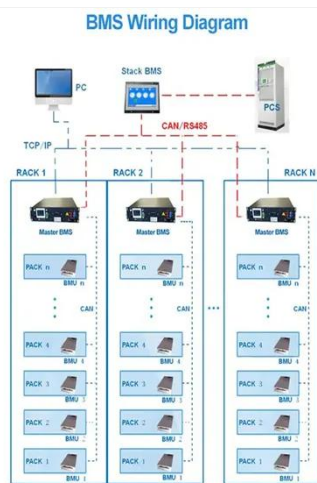 BMS Wiring Diagram
Stack BMS
PC
PCS
CAN/RS485
TCP/IP
RACK 1
RACK 2
RACK N
Master BMS
Master BMS
Master BMS
PACK n
PACK n
PACK n
BMU n
BMU n
BMU n
CAN
CAN
CAN
...
PACK 4
PACK 4
PACK 4
BMU 4
BMU 4
BMU 4
PACK 3
PACK 3
PACK 3
BMU 3
BMU 3
BMU 3
PACK 2
PACK 2
PACK 2
BMU 2
BMU 2
BMU 2
PACK 1
PACK 1
PACK 1
BMU 1
BMU 1
BMU 1